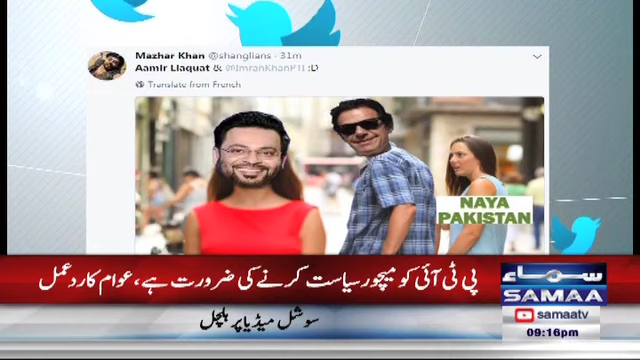 Mazhar Khan @shanglians · 31m
Aamir Liaquat & @ImranKhanPTI :D
Translate from French
NAYA
PAKISTAN
پی ٹی آئی کو میچور سیاست کرنے کی ضرورت ہے، عوام کا ردعمل
سوشل میڈیا پر ہلچل
سماء
SAMAA
samaatv
09:16pm